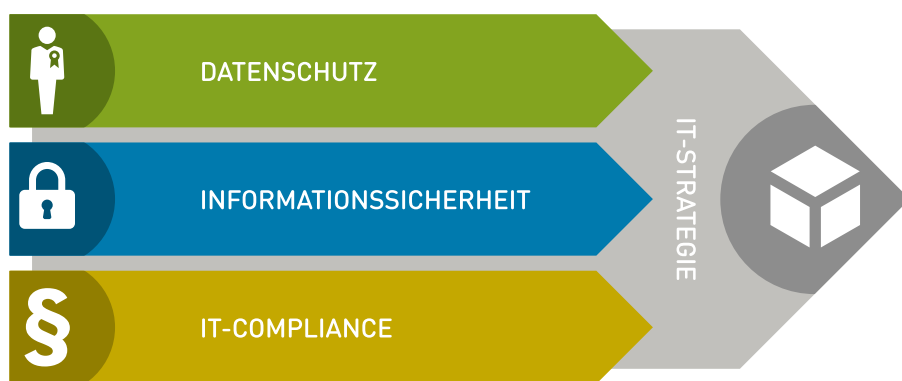 DATENSCHUTZ
INFORMATIONSSICHERHEIT
§ IT-COMPLIANCE
IT-STRATEGIE